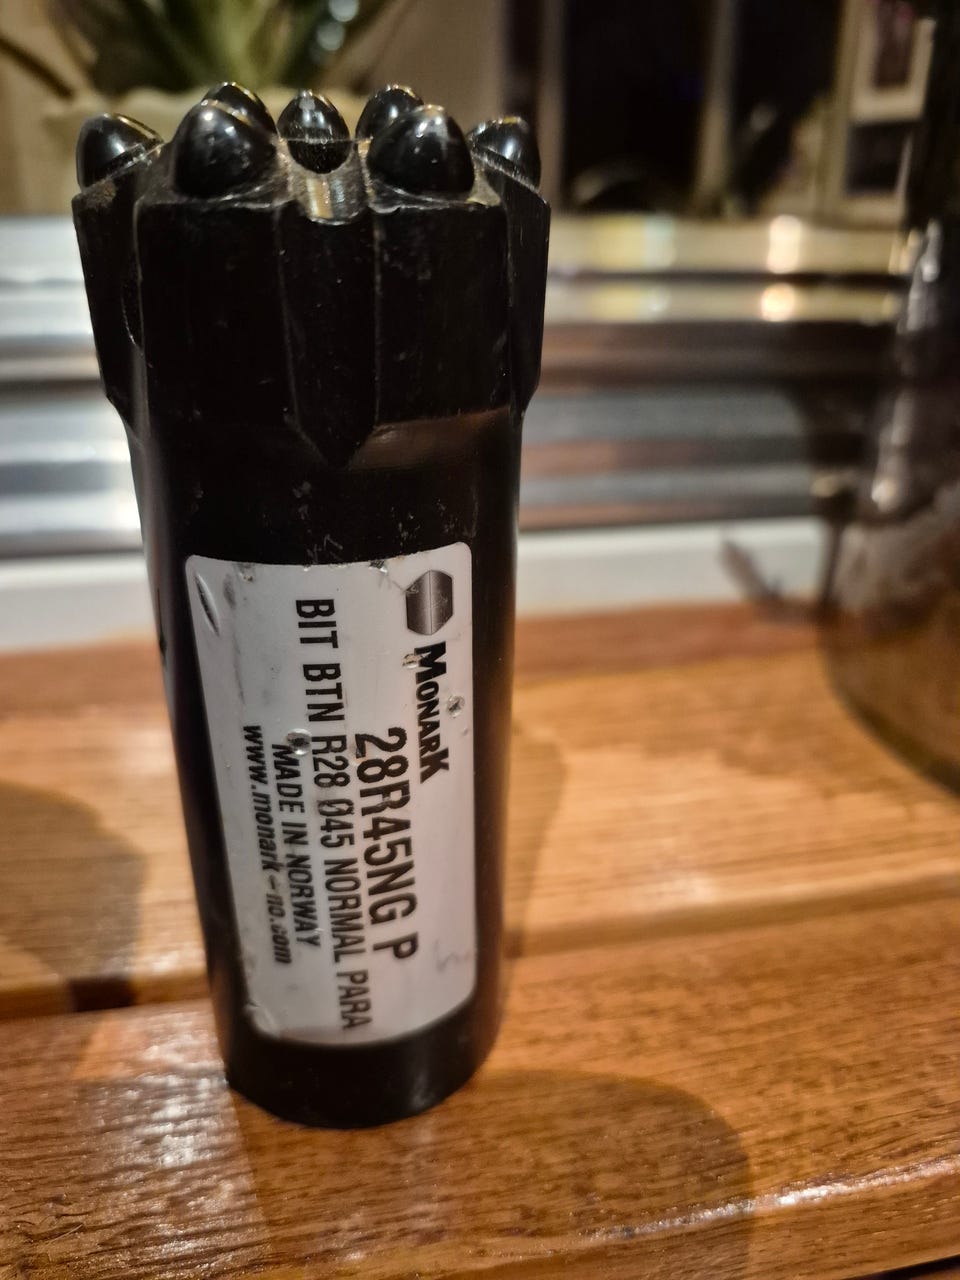 MONARK
28R45NG P
BIT BTN R28 Ø45 NORMAL PARA
MADE IN NORWAY
www.monark-no.com